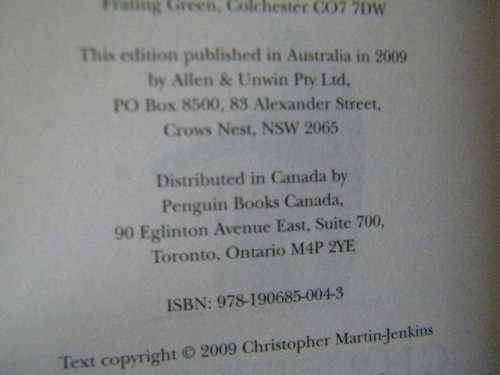 Frating Green, Colchester CO7 7DW
This edition published in Australia in 2009
by Allen & Unwin Pty Ltd,
PO Box 8500, 83 Alexander Street,
Crows Nest, NSW 2065
Distributed in Canada by
Penguin Books Canada,
90 Eglinton Avenue East, Suite 700,
Toronto, Ontario M4P 2YE
ISBN: 978-190685-004-3
Text copyright © 2009 Christopher Martin-Jenkins